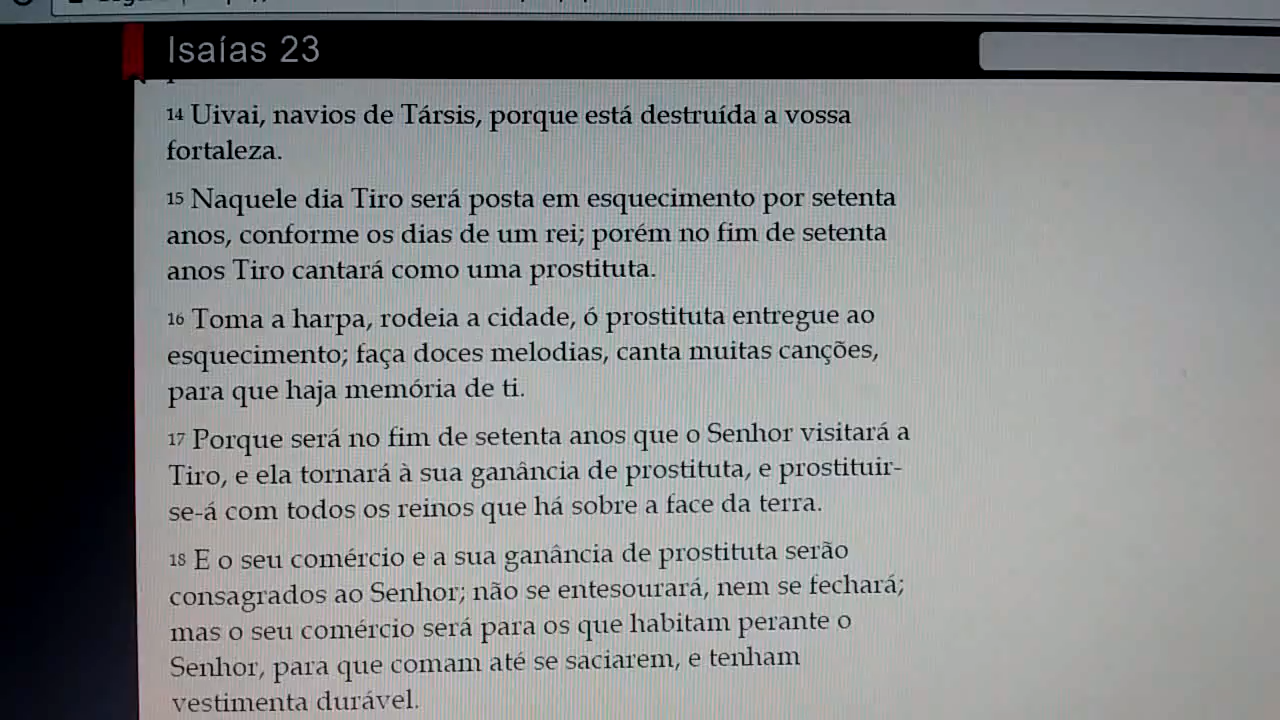 Isaías 23
14 Uivai, navios de Társis, porque está destruída a vossa
fortaleza.
15 Naquele dia Tiro será posta em esquecimento por setenta
anos, conforme os dias de um rei; porém no fim de setenta
anos Tiro cantará como uma prostituta.
16 Toma a harpa, rodeia a cidade, ó prostituta entregue ao
esquecimento; faça doces melodias, canta muitas canções,
para que haja memória de ti.
17 Porque será no fim de setenta anos que o Senhor visitará a
Tiro, e ela tornará à sua ganância de prostituta, e prostituir-
se-á com todos os reinos que há sobre a face da terra.
18 E o seu comércio e a sua ganância de prostituta serão
consagrados ao Senhor; não se entesourará, nem se fechará;
mas o seu comércio será para os que habitam perante o
Senhor, para que comam até se saciarem, e tenham
vestimenta durável.